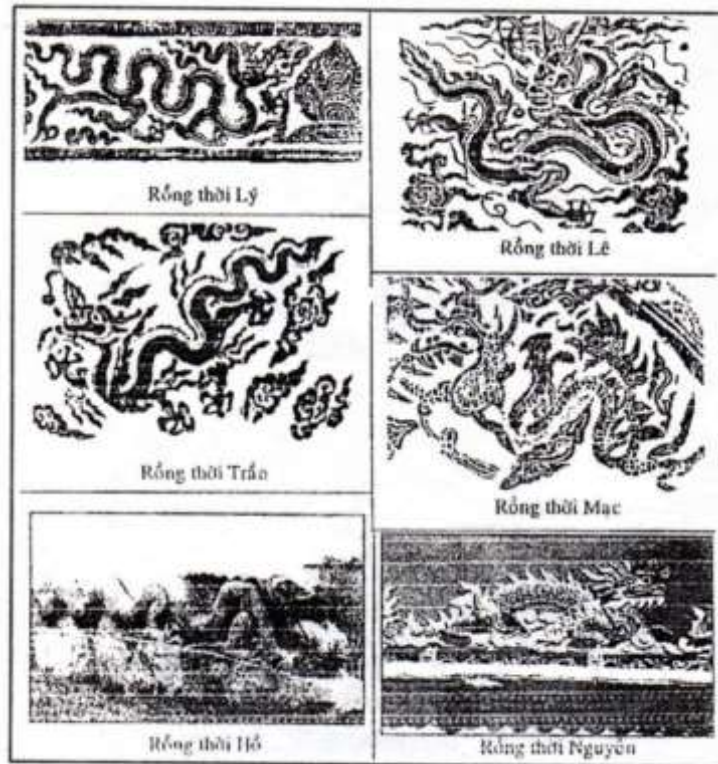 Rồng thời Lý
Rồng thời Lê
Rồng thời Trần
Rồng thời Mạc
Rồng thời Hồ
Rồng thời Nguyễn